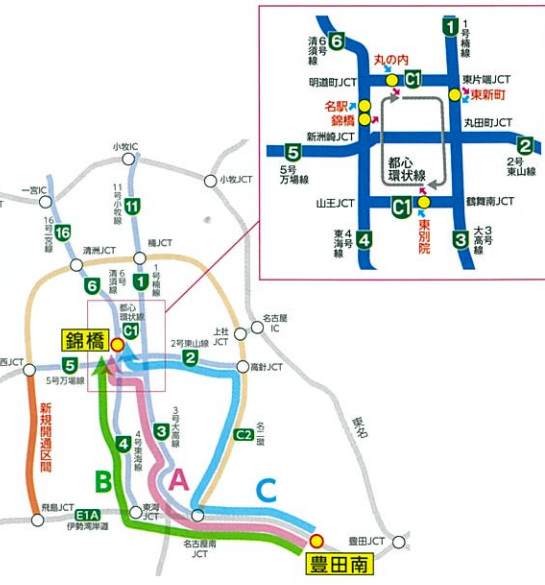 6
6号
清須線
1
1号楠線
丸の内
明道町JCT
C1
東片端JCT
名駅
東新町
錦橋
丸田町JCT
新洲崎JCT
5
5号
万場線
都心
環状線
2
2号
東山線
山王JCT
C1
鶴舞南JCT
4
4号
東海線
東別院
3
3号
大高線
小牧IC
小牧JCT
一宮IC
11号小牧線
11
16
16号一宮線
清洲JCT
楠JCT
6
6号
清須線
1
1号楠線
都心
環状線
C1
名古屋
IC
錦橋
上社
JCT
2号東山線
西JCT
5
2
5号万場線
高針JCT
新規開通区間
3
3号大高線
東名
C2
名二環
4
4号東海線
B
A
C
飛島JCT
E1A
伊勢湾岸道
東海
JCT
名古屋南
JCT
豊田JCT
豊田南